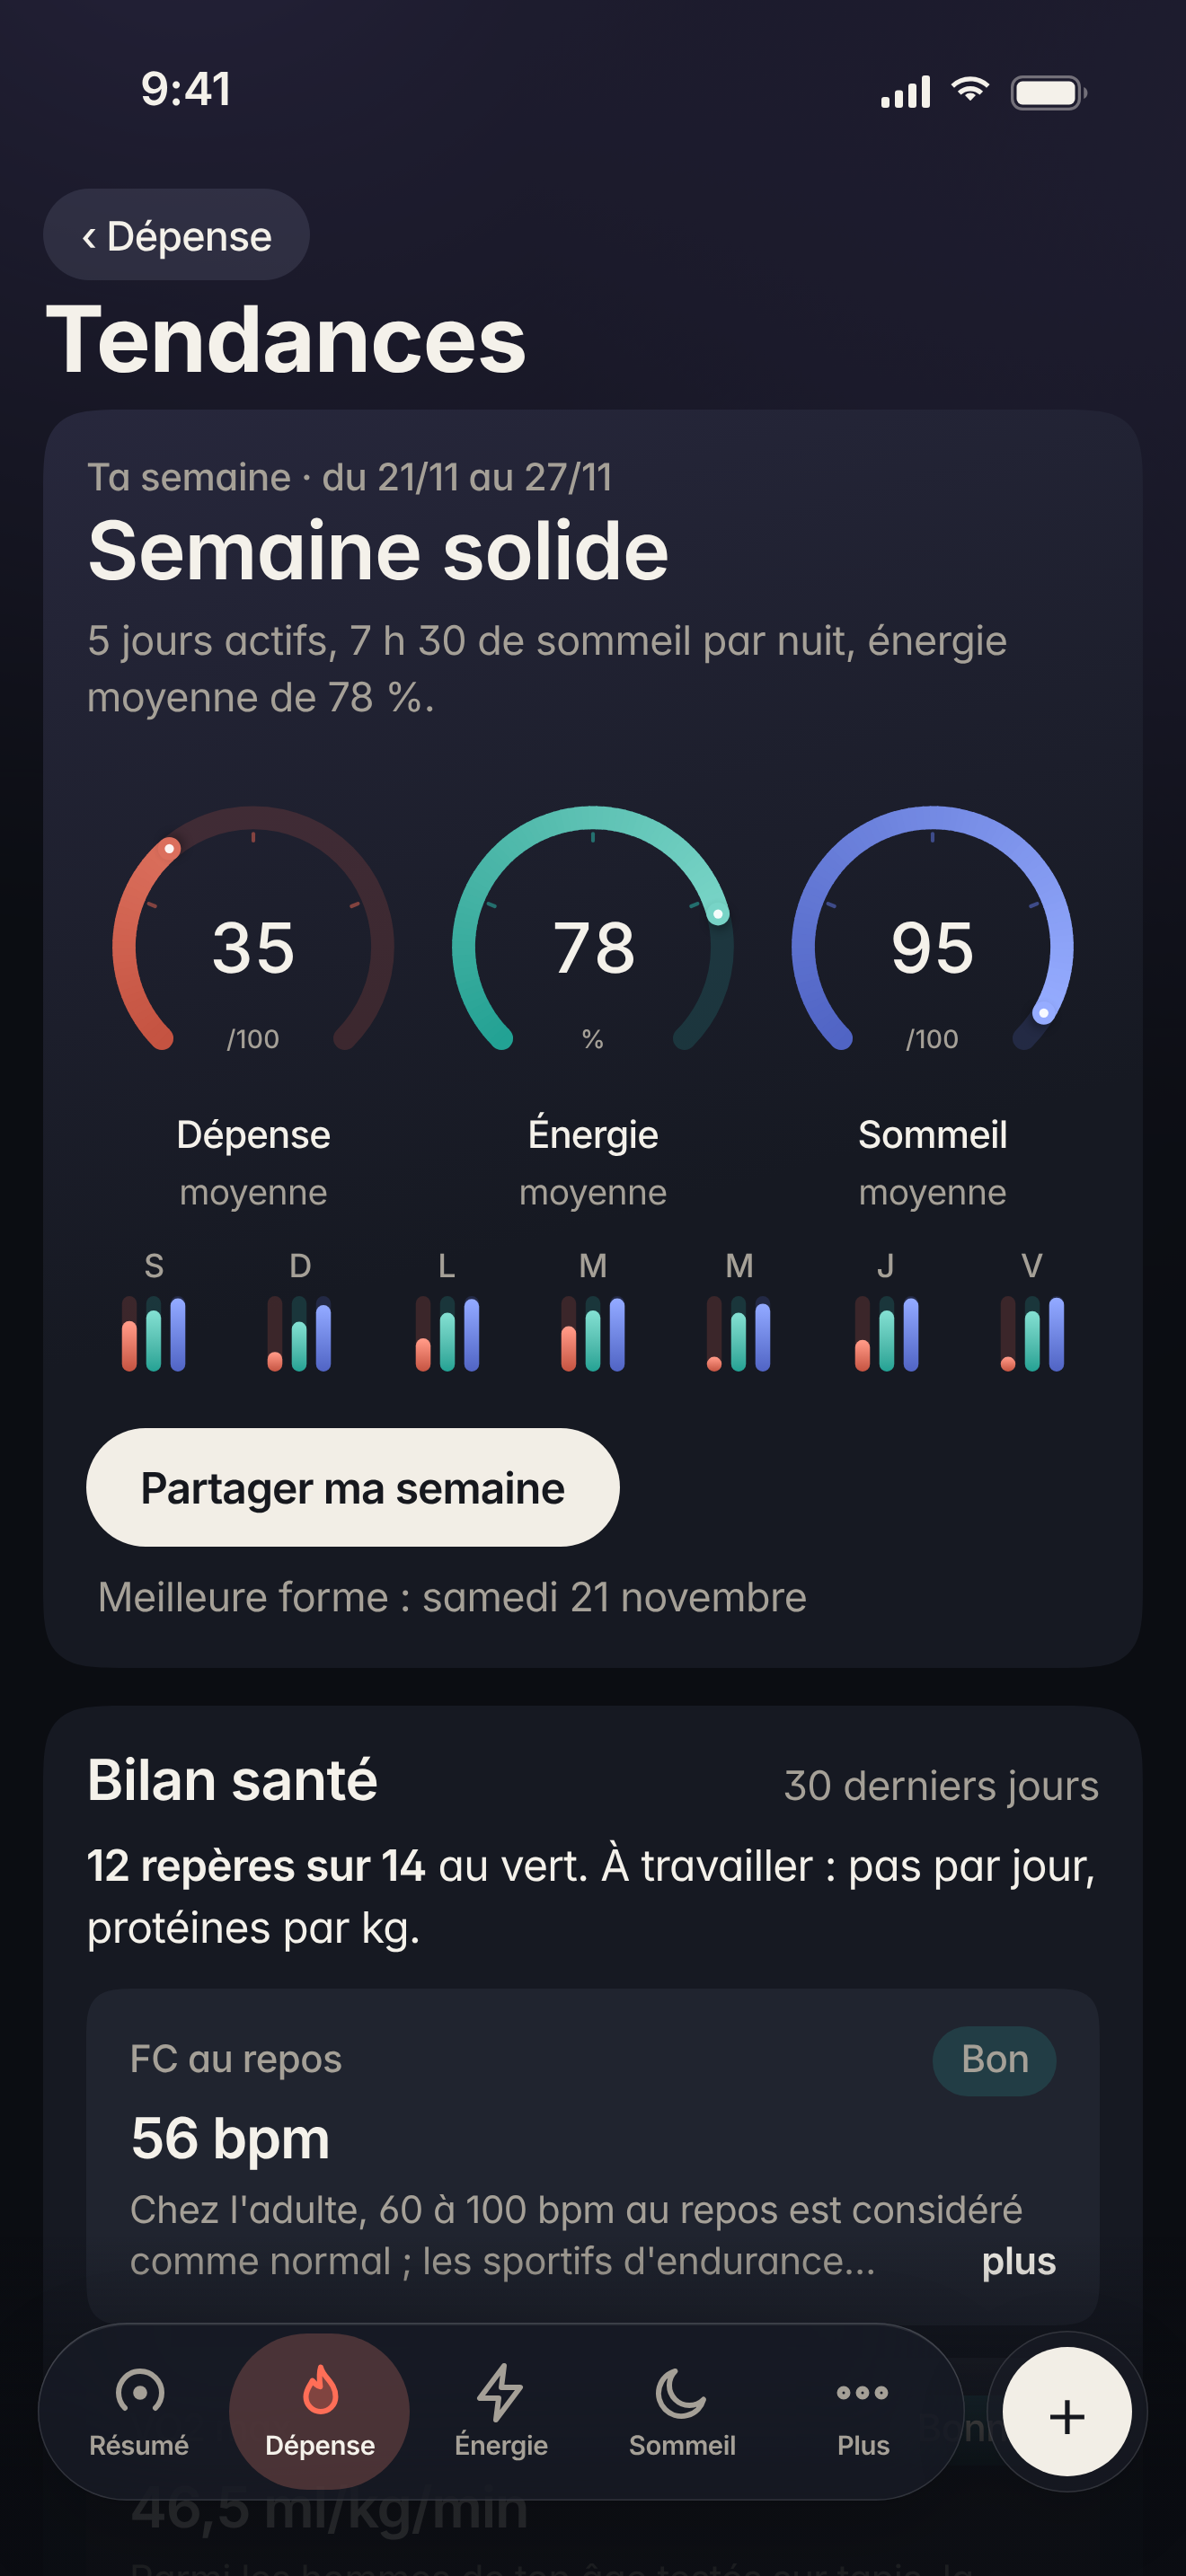 9:41
‹ Dépense
Tendances
Ta semaine · du 21/11 au 27/11
Semaine solide
5 jours actifs, 7 h 30 de sommeil par nuit, énergie
moyenne de 78 %.
35 78 95
/100 % /100
Dépense Énergie Sommeil
moyenne moyenne moyenne
S D L M M J V
Partager ma semaine
Meilleure forme : samedi 21 novembre
Bilan santé 30 derniers jours
12 repères sur 14 au vert. À travailler : pas par jour,
protéines par kg.
FC au repos Bon
56 bpm
Chez l'adulte, 60 à 100 bpm au repos est considéré
comme normal ; les sportifs d'endurance... plus
Résumé Dépense Énergie Sommeil Plus +
46,5 ml/kg/min